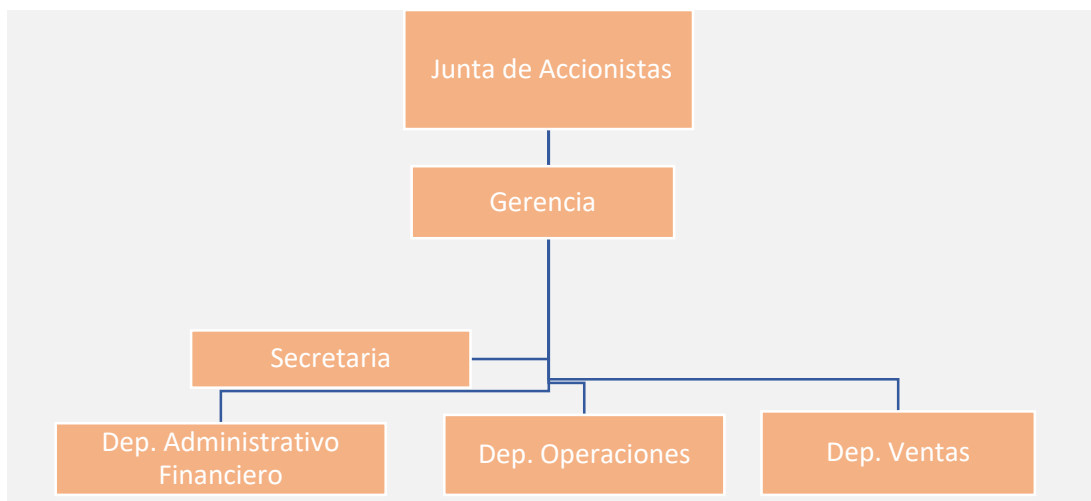 Junta de Accionistas
Gerencia
Secretaria
Dep. Administrativo
Financiero
Dep. Operaciones
Dep. Ventas